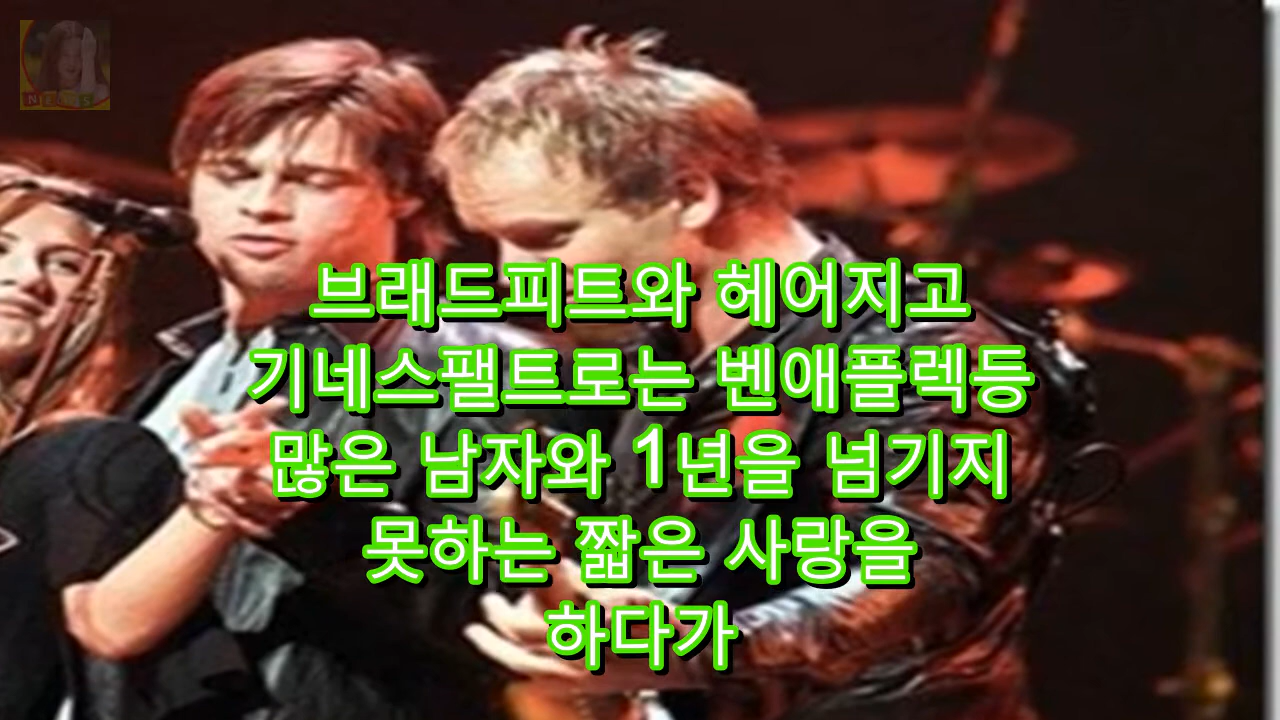 NEWS
브래드피트와 헤어지고
기네스팰트로는 벤애플렉등
많은 남자와 1년을 넘기지
못하는 짧은 사랑을
하다가